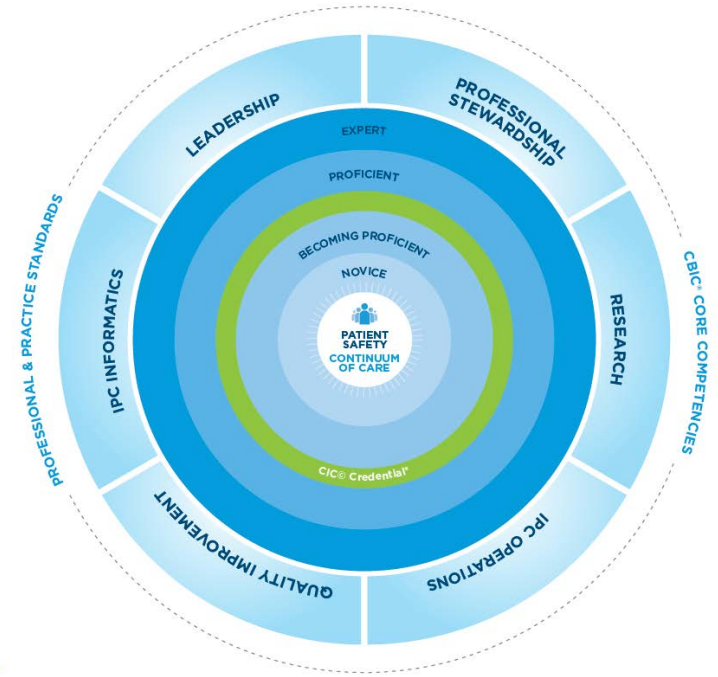 LEADERSHIP
PROFESSIONAL
STEWARDSHIP
EXPERT
PROFICIENT
BECOMING PROFICIENT
NOVICE
PATIENT
SAFETY
CONTINUUM
OF CARE
CIC© Credential®
PROFESSIONAL & PRACTICE STANDARDS
IPC INFORMATICS
RESEARCH
CBIC® CORE COMPETENCIES
QUALITY IMPROVEMENT
IPC OPERATIONS